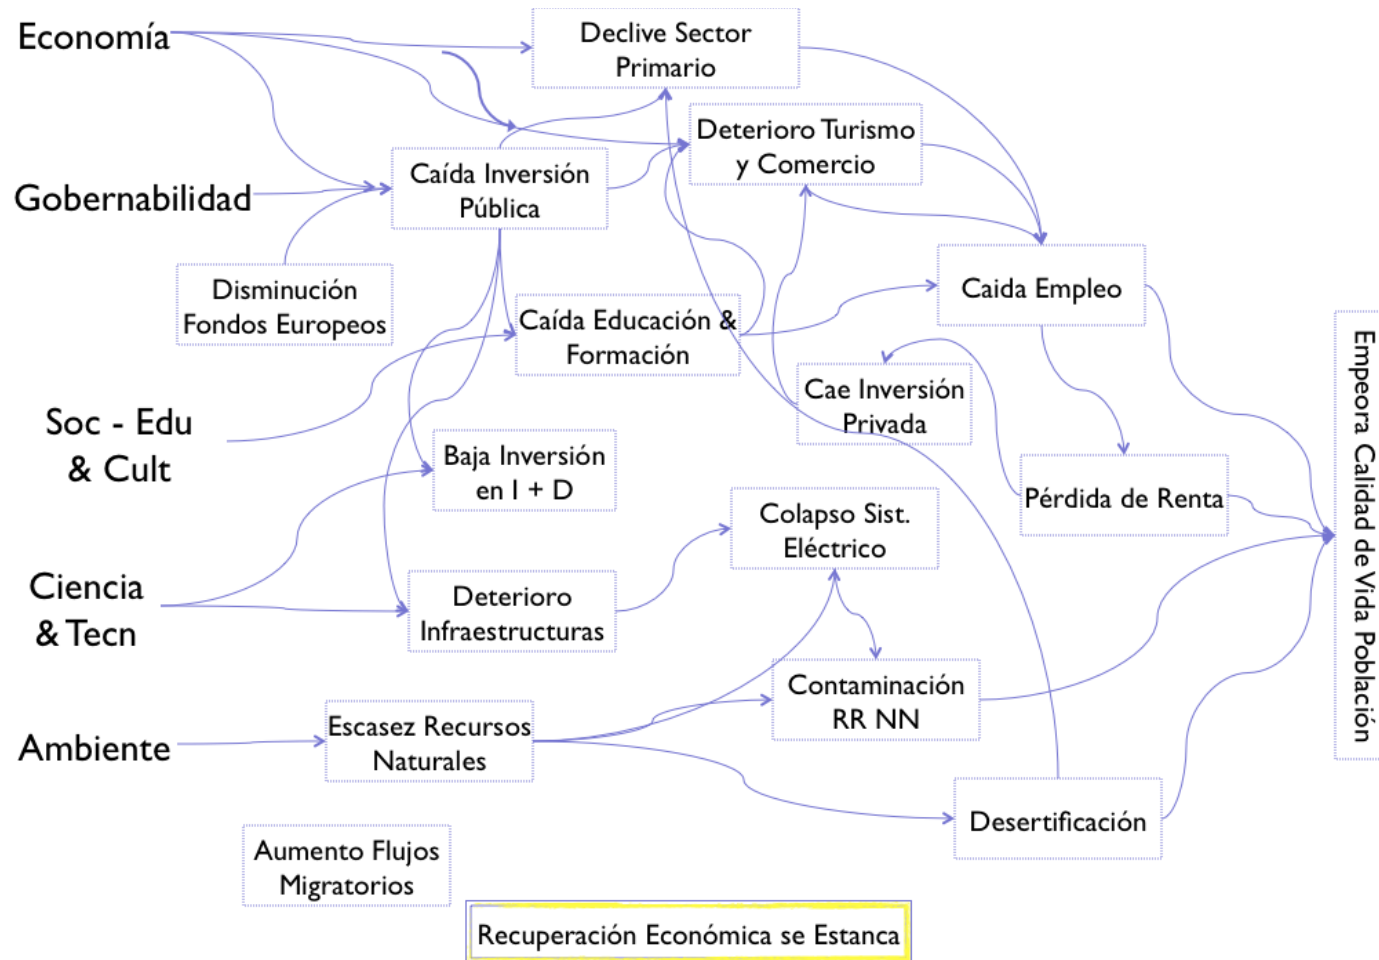 Economía
Declive Sector
Primario
Deterioro Turismo
y Comercio
Gobernabilidad
Caída Inversión
Pública
Disminución
Fondos Europeos
Caida Empleo
Caída Educación &
Formación
Cae Inversión
Privada
Soc - Edu
& Cult
Baja Inversión
en I + D
Pérdida de Renta
Empeora Calidad de Vida Población
Colapso Sist.
Eléctrico
Ciencia
& Tecn
Deterioro
Infraestructuras
Contaminación
RR NN
Ambiente
Escasez Recursos
Naturales
Desertificación
Aumento Flujos
Migratorios
Recuperación Económica se Estanca